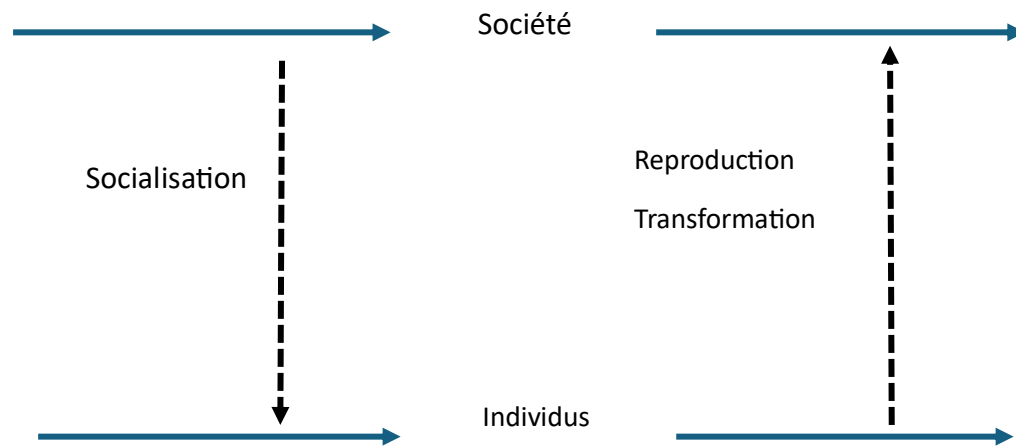 Société
Socialisation
Reproduction
Transformation
Individus